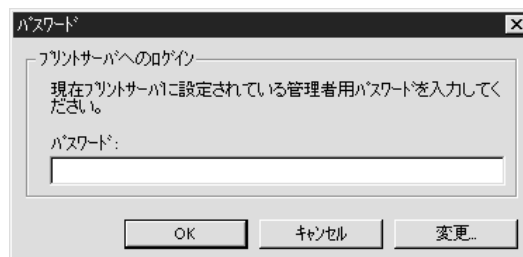 ﾊﾟｽﾜｰﾄﾞ
ﾌﾟﾘﾝﾄｻｰﾊﾞへのﾛｸﾞｲﾝ
現在ﾌﾟﾘﾝﾄｻｰﾊﾞに設定されている管理者用ﾊﾟｽﾜｰﾄﾞを入力してく
ださい。
ﾊﾟｽﾜｰﾄﾞ:
OK ｷｬﾝｾﾙ 変更...